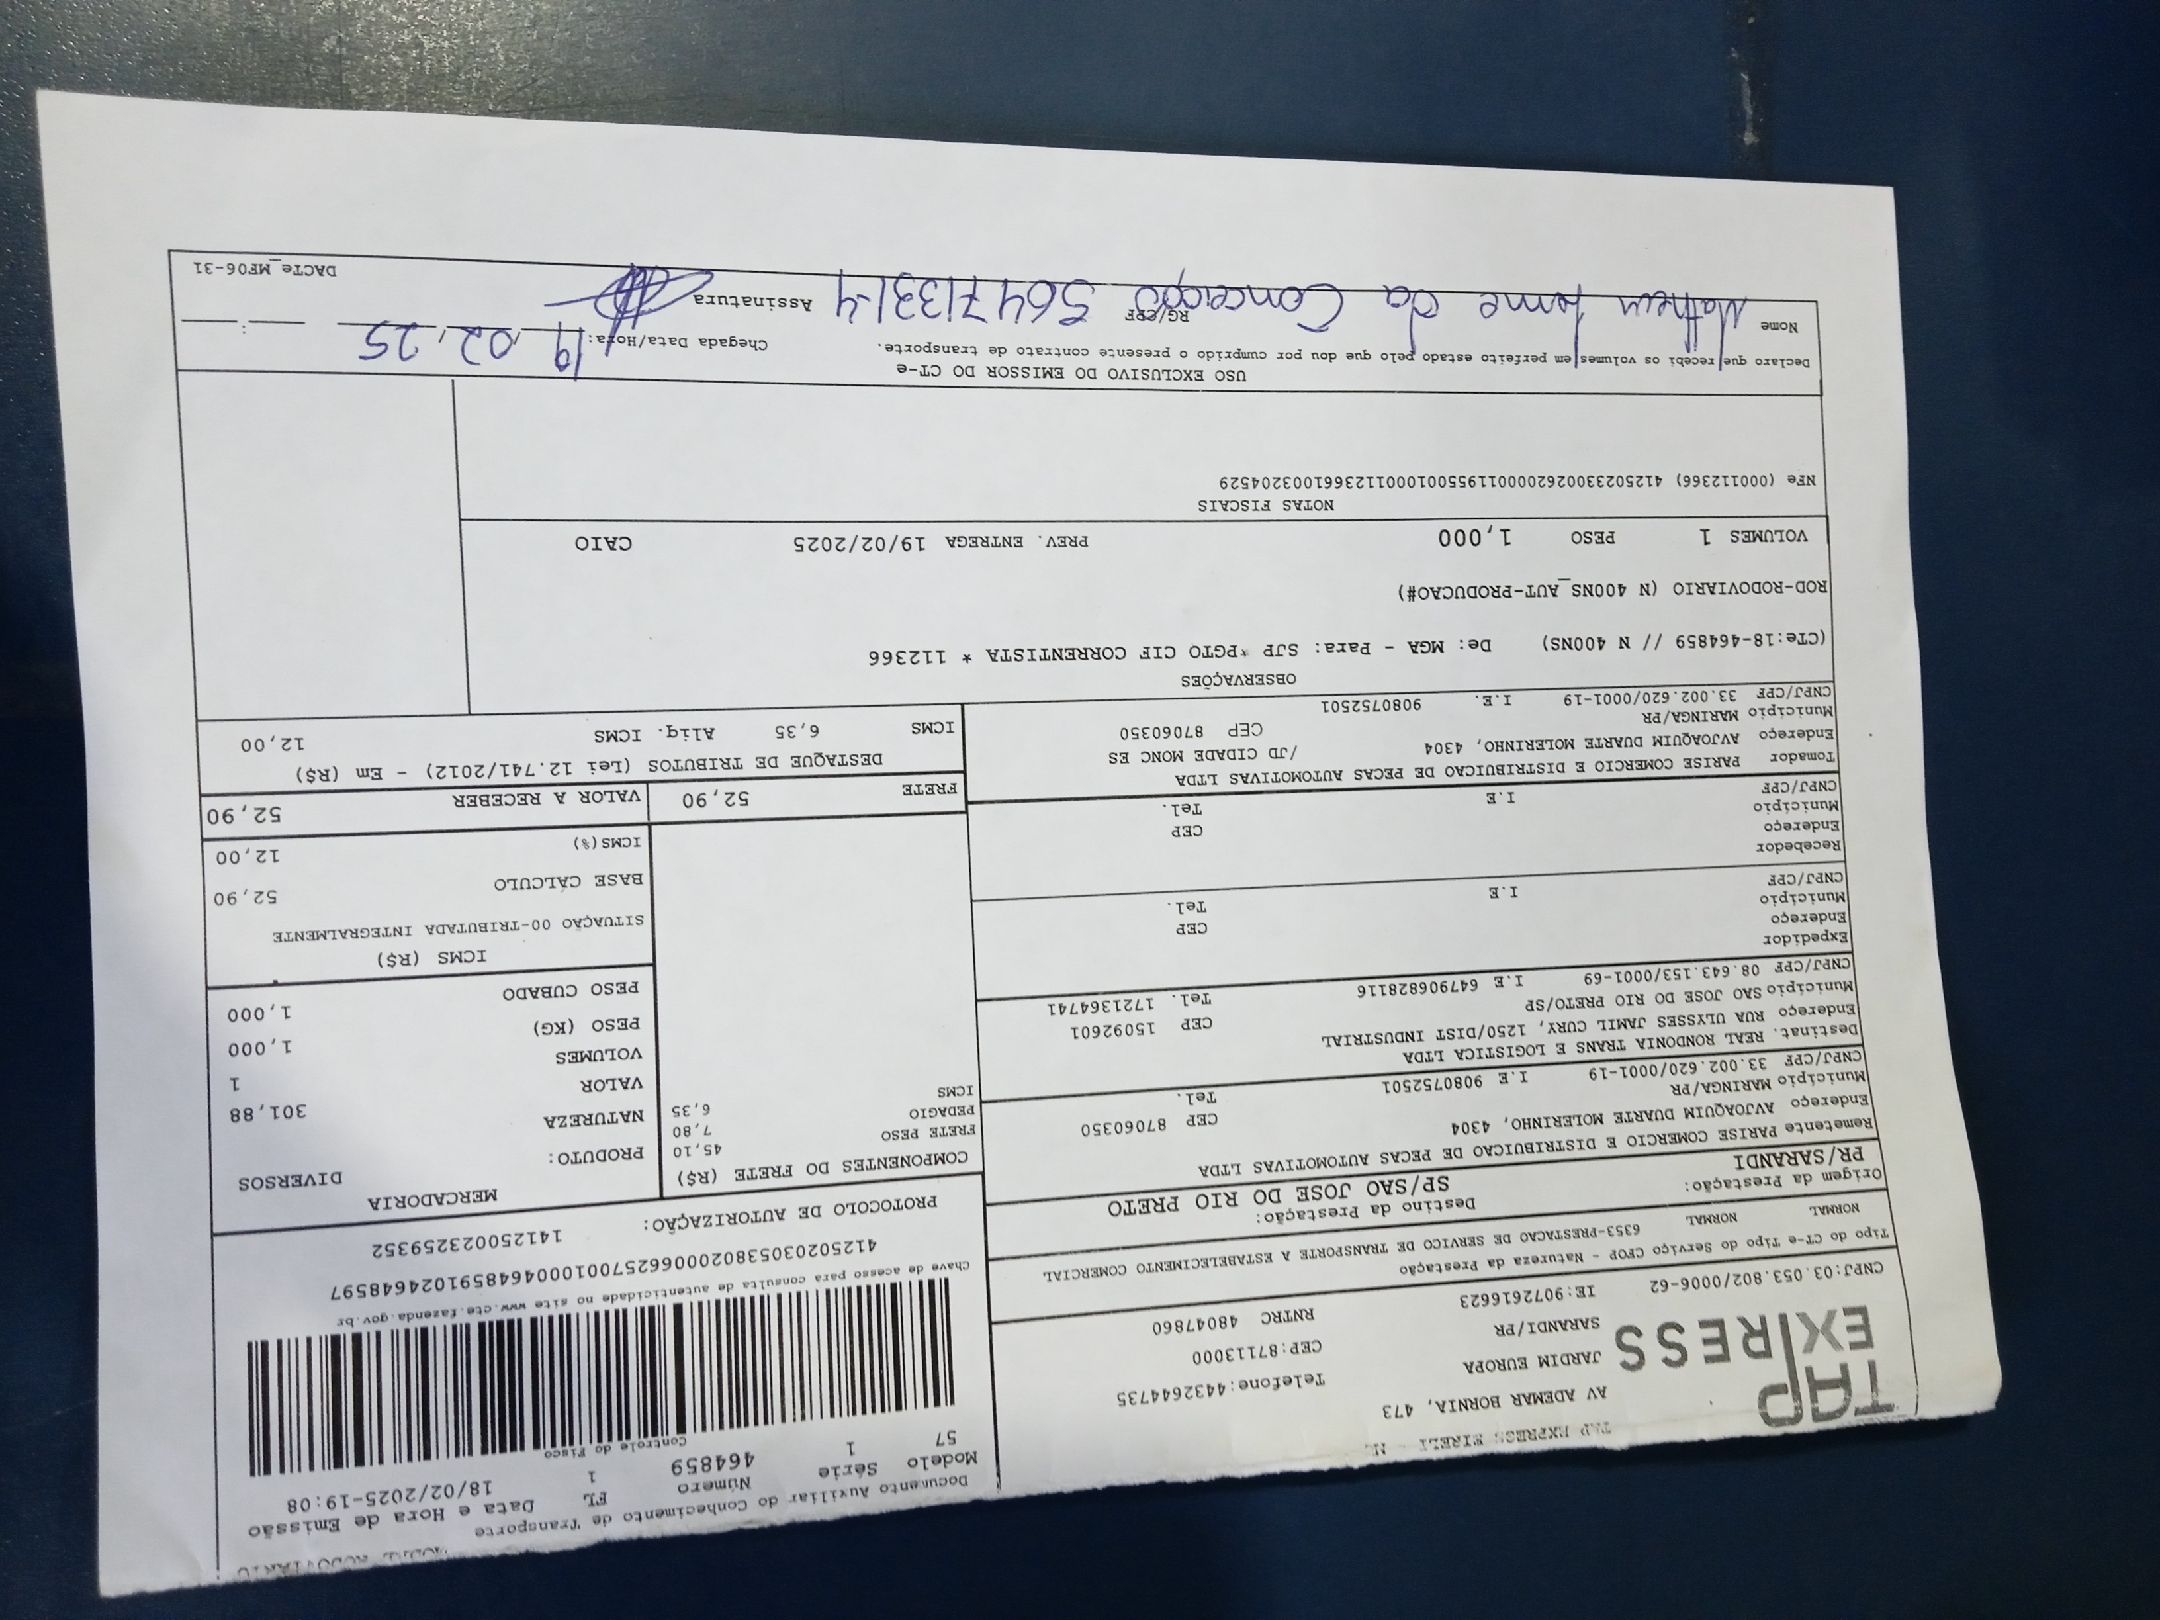 TAP
EXPRESS
TAP EXPRESS EIRELI
AV ADEMAR BORNIA, 473
JARDIM EUROPA
SARANDI/PR
Telefone:4432644735
CEP:87113000
RNTRC 48047860
CNPJ:03.053.802/0006-62 IE:9072616623
Documento Auxiliar do Conhecimento de Transporte
Modelo Série Número FL Data e Hora de Emissão
57 1 464859 1 18/02/2025-19:08
Controle do Fisco
Chave de acesso para consulta de autenticidade no site www.cte.fazenda.gov.br
41250203053802000662570010004648591024648597
PROTOCOLO DE AUTORIZAÇÃO: 141250023259352
Tipo do CT-e Tipo do Serviço CFOP - Natureza da Prestação
NORMAL NORMAL 6353-PRESTACAO DE SERVICO DE TRANSPORTE A ESTABELECIMENTO COMERCIAL
Origem da Prestação: Destino da Prestação:
PR/SARANDI SP/SAO JOSE DO RIO PRETO
Remetente PARISE COMERCIO E DISTRIBUICAO DE PECAS AUTOMOTIVAS LTDA
Endereço AVJOAQUIM DUARTE MOLERINHO, 4304
Município MARINGA/PR CEP 87060350
CNPJ/CPF 33.002.620/0001-19 I.E 9080752501 Tel.
Destinat. REAL RONDONIA TRANS E LOGISTICA LTDA
Endereço RUA ULYSSES JAMIL CURY, 1250/DIST INDUSTRIAL
Município SAO JOSE DO RIO PRETO/SP CEP 15092601
CNPJ/CPF 08.643.153/0001-69 I.E 647906828116 Tel. 1721364741
Expedidor
Endereço
Município CEP
CNPJ/CPF I.E Tel.
Recebedor
Endereço
Município CEP
CNPJ/CPF I.E Tel.
Tomador PARISE COMERCIO E DISTRIBUICAO DE PECAS AUTOMOTIVAS LTDA
Endereço AVJOAQUIM DUARTE MOLERINHO, 4304 /JD CIDADE MONC ES
Município MARINGA/PR CEP 87060350
CNPJ/CPF 33.002.620/0001-19 I.E. 9080752501
COMPONENTES DO FRETE (R$)
45,10
FRETE PESO 7,80
PEDAGIO 6,35
ICMS
MERCADORIA
PRODUTO: DIVERSOS
NATUREZA
VALOR 301,88
VOLUMES 1
PESO (KG) 1,000
PESO CUBADO 1,000
ICMS (R$)
SITUAÇÃO 00-TRIBUTADA INTEGRALMENTE
BASE CÁLCULO 52,90
ICMS(%) 12,00
FRETE 52,90 VALOR A RECEBER 52,90
DESTAQUE DE TRIBUTOS (Lei 12.741/2012) - Em (R$)
ICMS 6,35 Aliq. ICMS 12,00
OBSERVAÇÕES
(CTe:18-464859 // N 400NS) De: MGA - Para: SJP *PGTO CIF CORRENTISTA * 112366
ROD-RODOVIARIO (N 400NS_AUT-PRODUCAO#)
VOLUMES 1 PESO 1,000 PREV. ENTREGA 19/02/2025 CAIO
NOTAS FISCAIS
NFe (000112366) 41250233002620000119550010001123661003204529
USO EXCLUSIVO DO EMISSOR DO CT-e
Declaro que recebi os volumes em perfeito estado pelo que dou por cumprido o presente contrato de transporte. Chegada Data/Hora: 19.02.25
Nome RG/CPF 564713314 Assinatura
da Conceição
DACTe_MF06-31